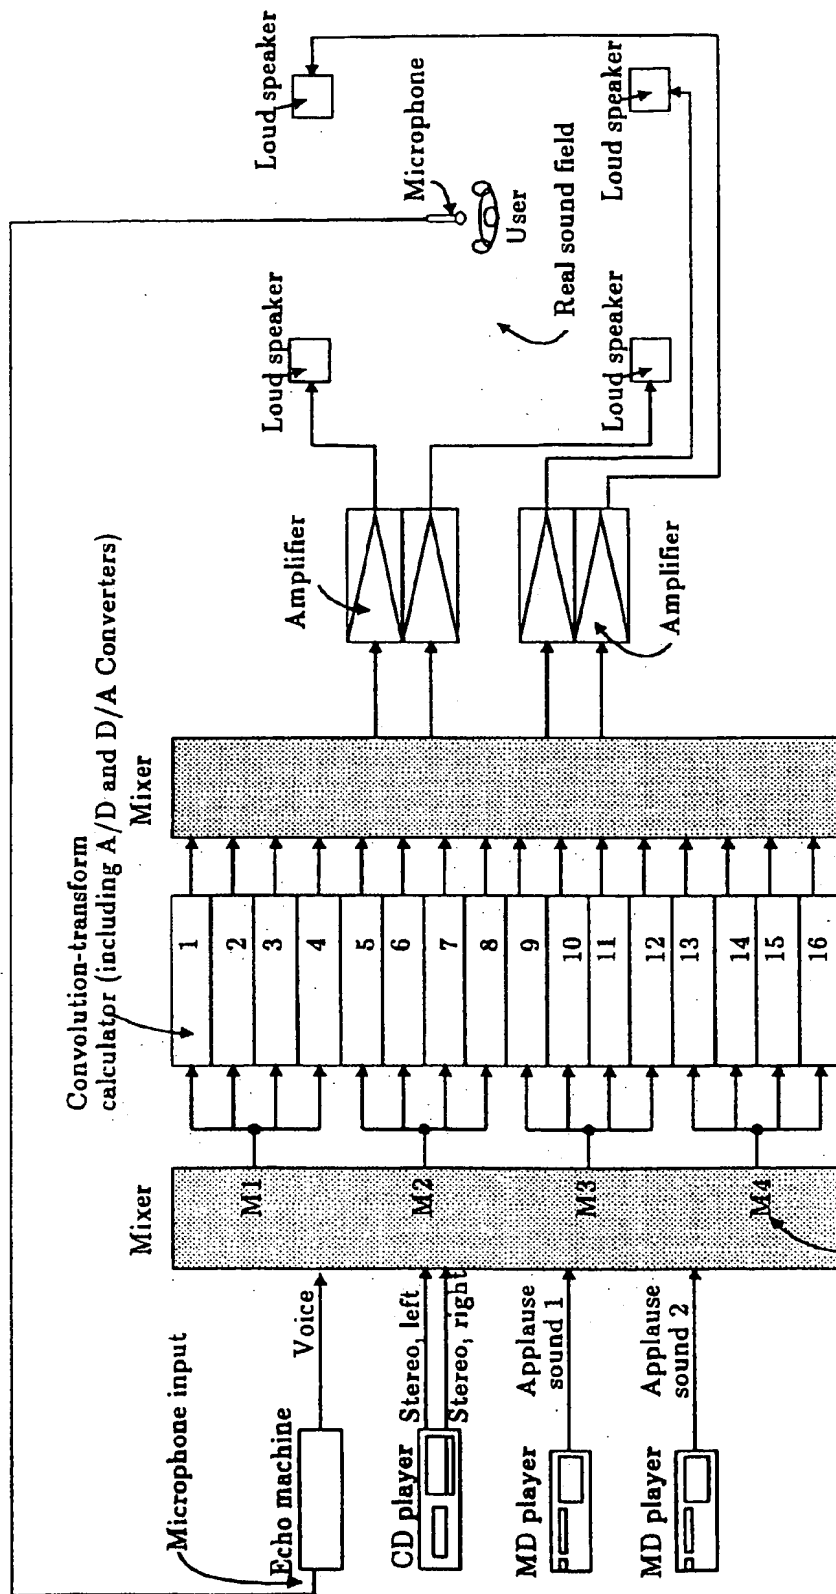 Microphone input
Echo machine
Voice
CD player
Stereo, left
Stereo, right
MD player
Applause
sound 1
MD player
Applause
sound 2
Mixer
M1
M2
M3
M4
Convolution-transform
calculator (including A/D and D/A Converters)
1
2
3
4
5
6
7
8
9
10
11
12
13
14
15
16
Mixer
Amplifier
Amplifier
Loud speaker
Loud speaker
Loud speaker
Loud speaker
Microphone
User
Real sound field